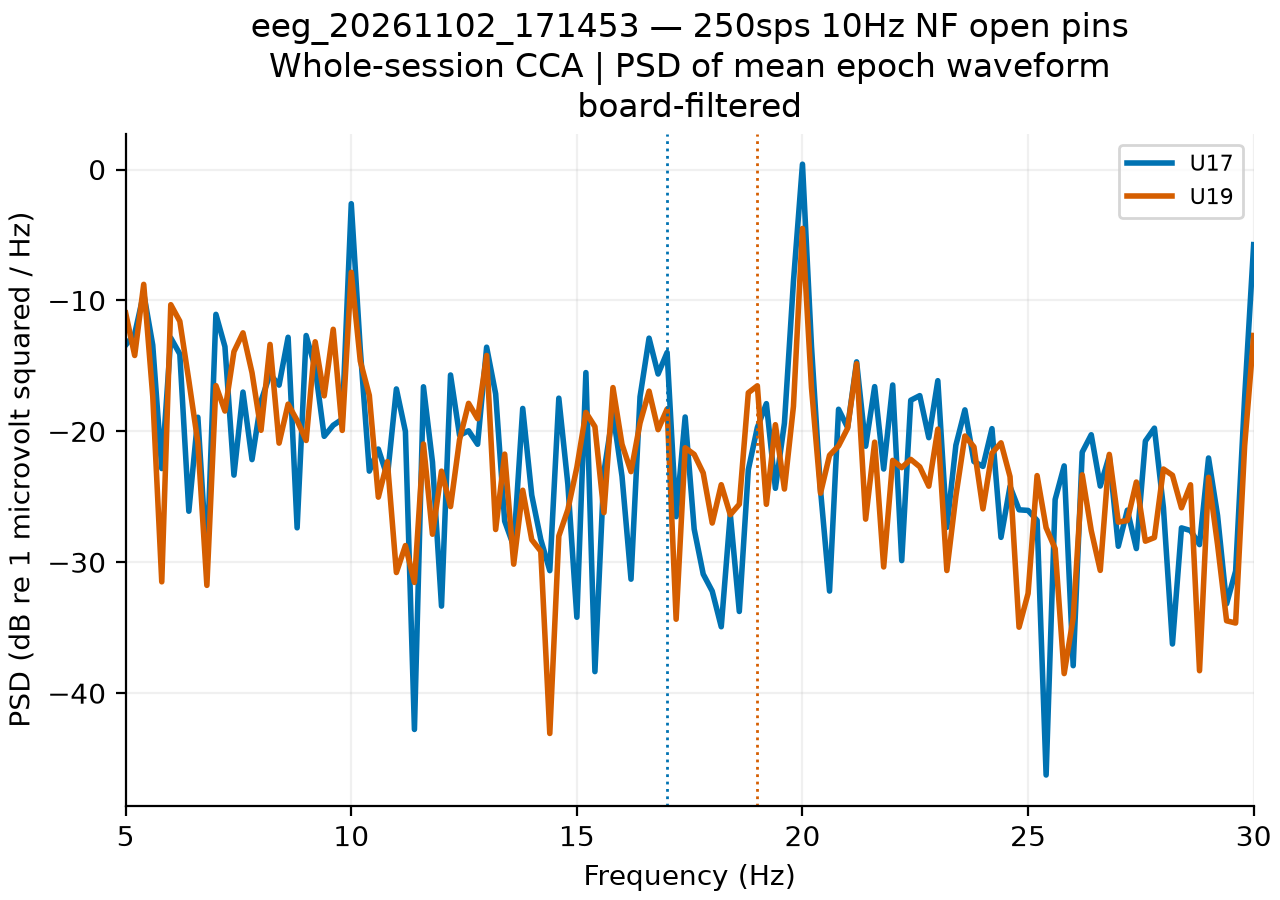 eeg_20261102_171453 — 250sps 10Hz NF open pins
Whole-session CCA | PSD of mean epoch waveform
board-filtered
U17
U19
0
−10
−20
−30
−40
PSD (dB re 1 microvolt squared / Hz)
5
10
15
20
25
30
Frequency (Hz)